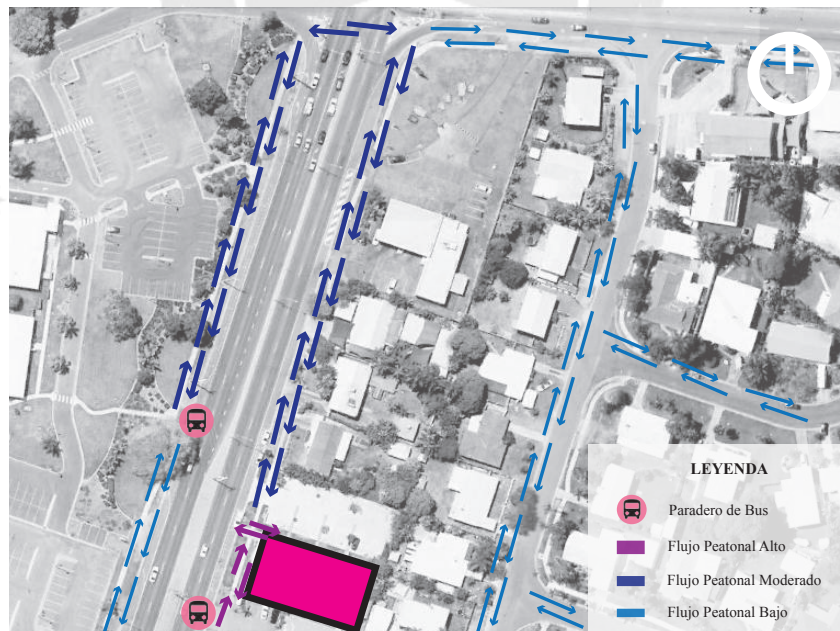 LEYENDA
Paradero de Bus
Flujo Peatonal Alto
Flujo Peatonal Moderado
Flujo Peatonal Bajo